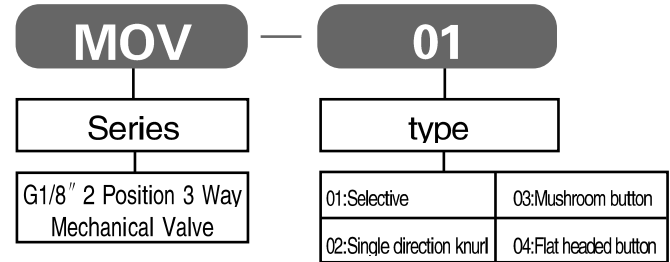 MOV — 01
Series
type
G1/8″ 2 Position 3 Way
Mechanical Valve
01:Selective
03:Mushroom button
02:Single direction knurl
04:Flat headed button